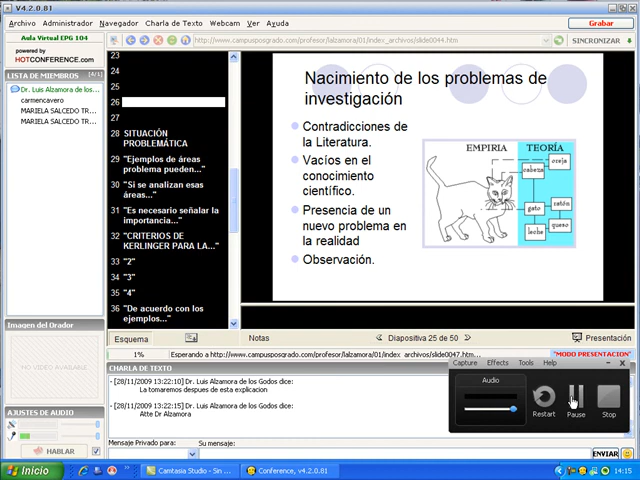 V4.2.0.81
Archivo Administrador Navegador Charla de Texto Webcam Ver Ayuda
Grabar
Aula Virtual EPG 104
powered by
HOTCONFERENCE.com
http://www.campusposgrado.com/profesor/lalzamora/01/index_archivos/slide0044.htm
SINCRONIZAR
LISTA DE MIEMBROS [4/1]
Dr. Luis Alzamora de los...
carmencavero
MARIELA SALCEDO TR...
MARIELA SALCEDO TR...
23
24
25
26
27
28 SITUACIÓN
PROBLEMÁTICA
29 "Ejemplos de áreas
problema pueden..."
30 "Si se analizan esas
áreas..."
31 "Es necesario señalar la
importancia..."
32 "CRITERIOS DE
KERLINGER PARA LA..."
33 "2"
34 "3"
35 "4"
36 "De acuerdo con los
ejemplos..."
Nacimiento de los problemas de
investigación
Contradicciones de
la Literatura.
Vacíos en el
conocimiento
científico.
Presencia de un
nuevo problema en
la realidad
Observación.
EMPIRIA TEORÍA
oreja
cabeza
gato
ratón
leche
queso
Imagen del Orador
NO VIDEO AVAILABLE
Esquema
Notas
Diapositiva 25 de 50
Presentación
1%
Esperando a http://www.campusposgrado.com/profesor/lalzamora/01/index_archivos/slide0047.htm...
"MODO PRESENTACION"
CHARLA DE TEXTO
- [28/11/2009 13:22:10] Dr. Luis Alzamora de los Godos dice:
La tomaremos despues de esta explicacion
- [28/11/2009 13:22:15] Dr. Luis Alzamora de los Godos dice:
Atte Dr Alzamora
Capture Effects Tools Help
Audio
Restart
Pause
Stop
AJUSTES DE AUDIO
HABLAR
Mensaje Privado para:
Su mensaje:
ENVIAR
Inicio
Camtasia Studio - Sin ...
Conference, v4.2.0.81
14:15